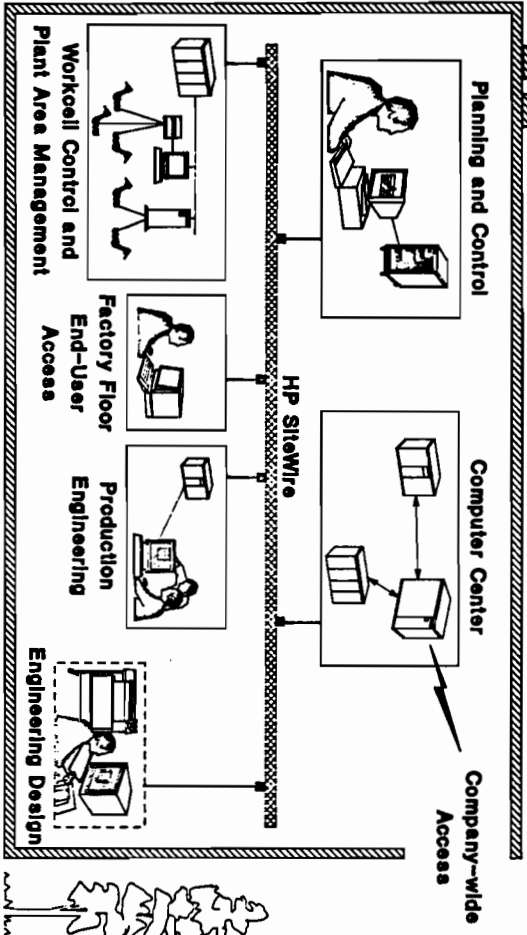 Planning and Control
Computer Center
Company-wide
Access
HP SiteWire
Workcell Control and
Plant Area Management
Factory Floor
End-User
Access
Production
Engineering
Engineering Design